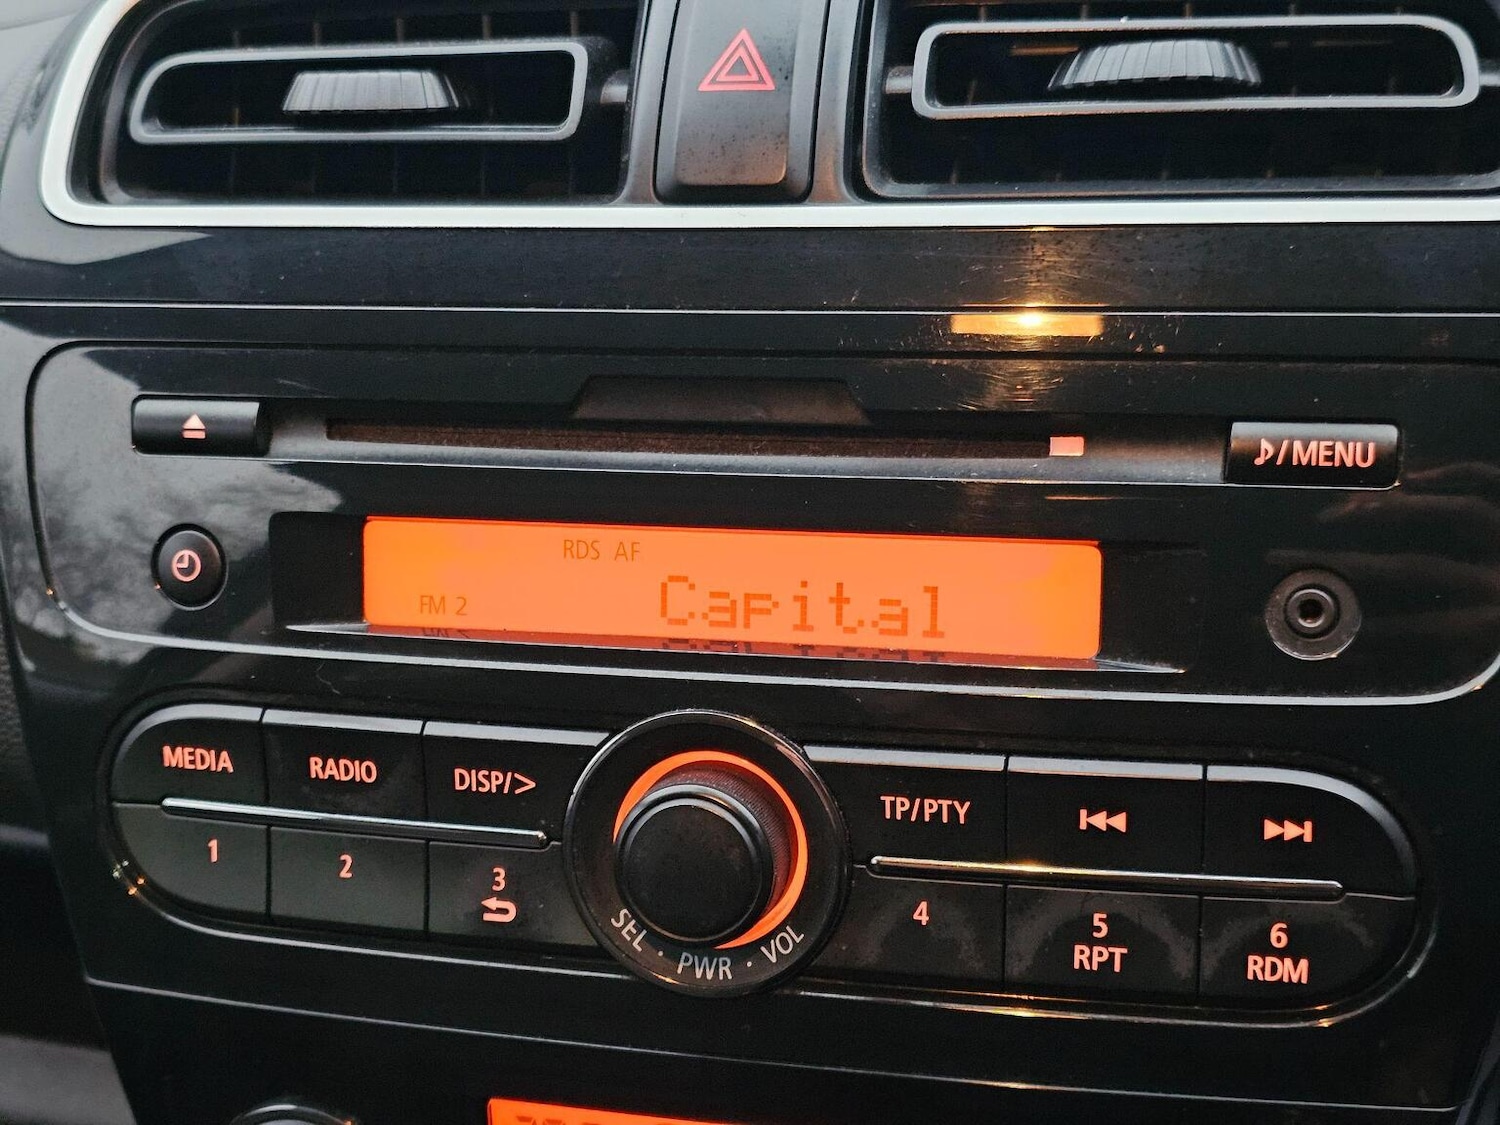 ♪/MENU
RDS AF
FM 2
Capital
MEDIA
RADIO
DISP/>
TP/PTY
1
2
3
4
5
RPT
6
RDM
SEL · PWR · VOL